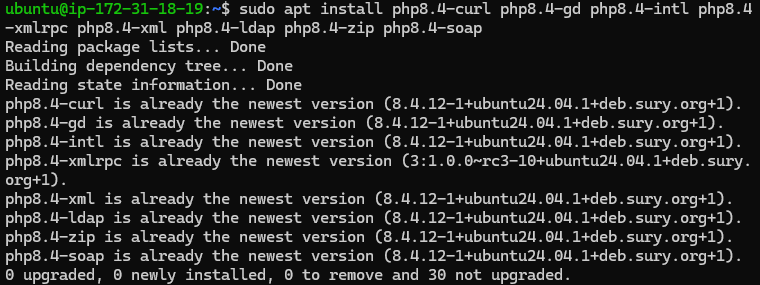 ubuntu@ip-172-31-18-19:~$ sudo apt install php8.4-curl php8.4-gd php8.4-intl php8.4
-xmlrpc php8.4-xml php8.4-ldap php8.4-zip php8.4-soap
Reading package lists... Done
Building dependency tree... Done
Reading state information... Done
php8.4-curl is already the newest version (8.4.12-1+ubuntu24.04.1+deb.sury.org+1).
php8.4-gd is already the newest version (8.4.12-1+ubuntu24.04.1+deb.sury.org+1).
php8.4-intl is already the newest version (8.4.12-1+ubuntu24.04.1+deb.sury.org+1).
php8.4-xmlrpc is already the newest version (3:1.0.0~rc3-10+ubuntu24.04.1+deb.sury.
org+1).
php8.4-xml is already the newest version (8.4.12-1+ubuntu24.04.1+deb.sury.org+1).
php8.4-ldap is already the newest version (8.4.12-1+ubuntu24.04.1+deb.sury.org+1).
php8.4-zip is already the newest version (8.4.12-1+ubuntu24.04.1+deb.sury.org+1).
php8.4-soap is already the newest version (8.4.12-1+ubuntu24.04.1+deb.sury.org+1).
0 upgraded, 0 newly installed, 0 to remove and 30 not upgraded.